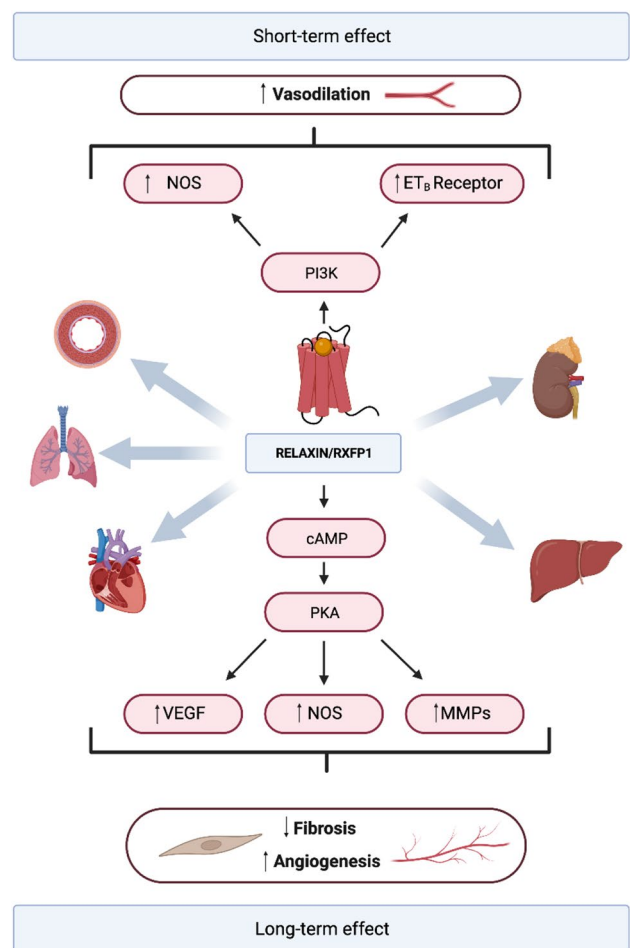 Short-term effect
↑ Vasodilation
↑ NOS
↑ ET_B Receptor
PI3K
RELAXIN/RXFP1
cAMP
PKA
↑ VEGF
↑ NOS
↑ MMPs
↓ Fibrosis
↑ Angiogenesis
Long-term effect